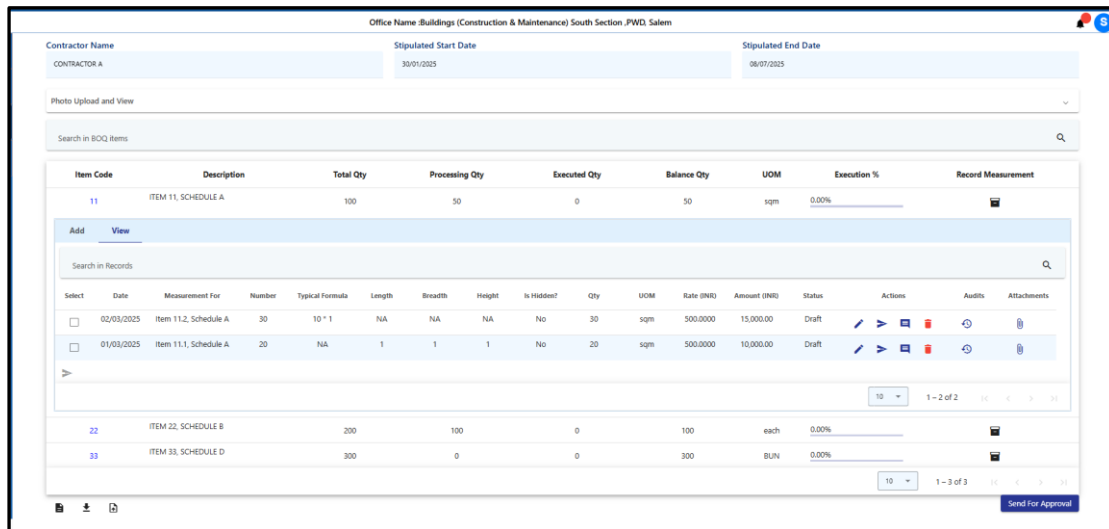 Office Name :Buildings (Construction & Maintenance) South Section ,PWD, Salem
S
Contractor Name Stipulated Start Date Stipulated End Date
CONTRACTOR A 30/01/2025 08/07/2025
Photo Upload and View
Search in BOQ items
Item Code Description Total Qty Processing Qty Executed Qty Balance Qty UOM Execution % Record Measurement
11 ITEM 11, SCHEDULE A 100 50 0 50 sqm 0.00%
Add View
Search in Records
Select Date Measurement For Number Typical Formula Length Breadth Height Is Hidden? Qty UOM Rate (INR) Amount (INR) Status Actions Audits Attachments
02/03/2025 Item 11.2, Schedule A 30 10 * 1 NA NA NA No 30 sqm 500.0000 15,000.00 Draft
01/03/2025 Item 11.1, Schedule A 20 NA 1 1 1 No 20 sqm 500.0000 10,000.00 Draft
10 1 – 2 of 2
22 ITEM 22, SCHEDULE B 200 100 0 100 each 0.00%
33 ITEM 33, SCHEDULE D 300 0 0 300 BUN 0.00%
10 1 – 3 of 3
Send For Approval